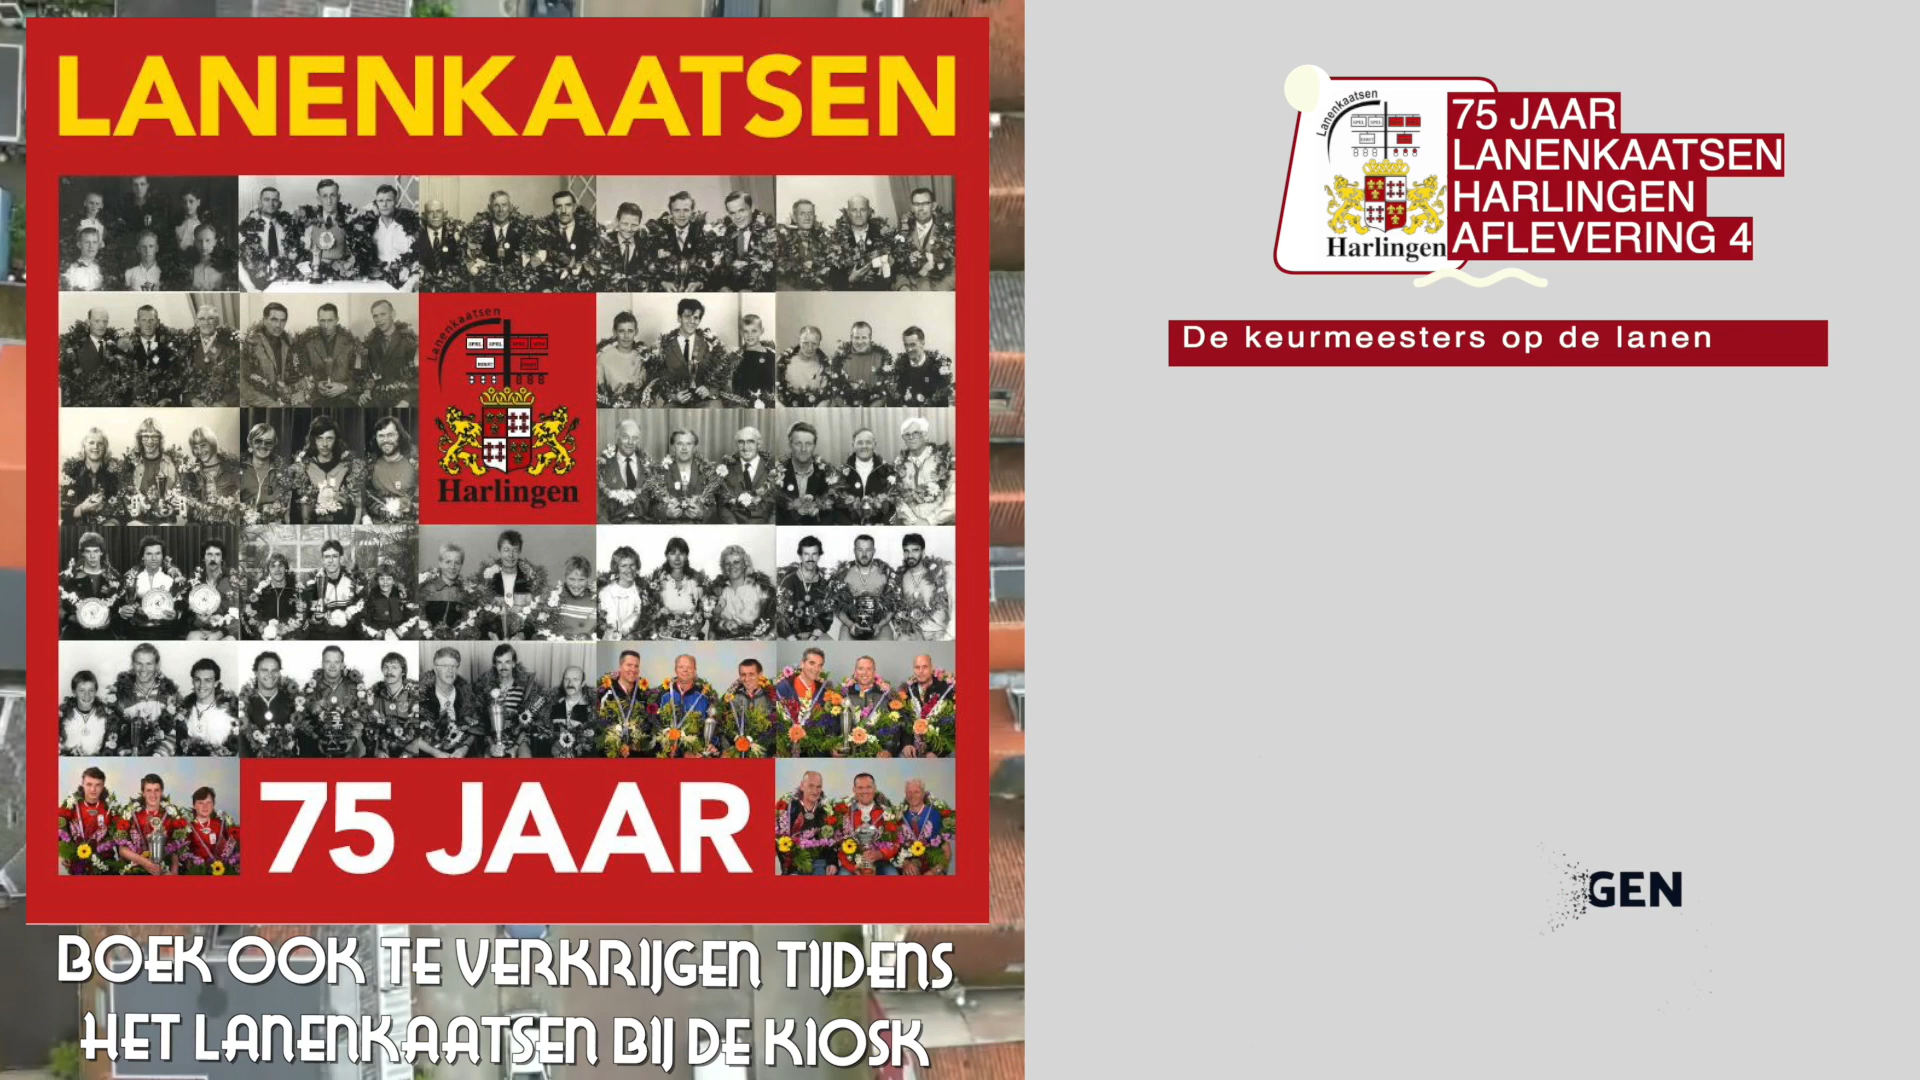 LANENKAATSEN
Lanenkaatsen
Harlingen
75 JAAR
BOEK OOK TE VERKRIJGEN TIJDENS
HET LANENKAATSEN BIJ DE KIOSK
Lanenkaatsen
Harlingen
75 JAAR
LANENKAATSEN
HARLINGEN
AFLEVERING 4
De keurmeesters op de lanen
GEN